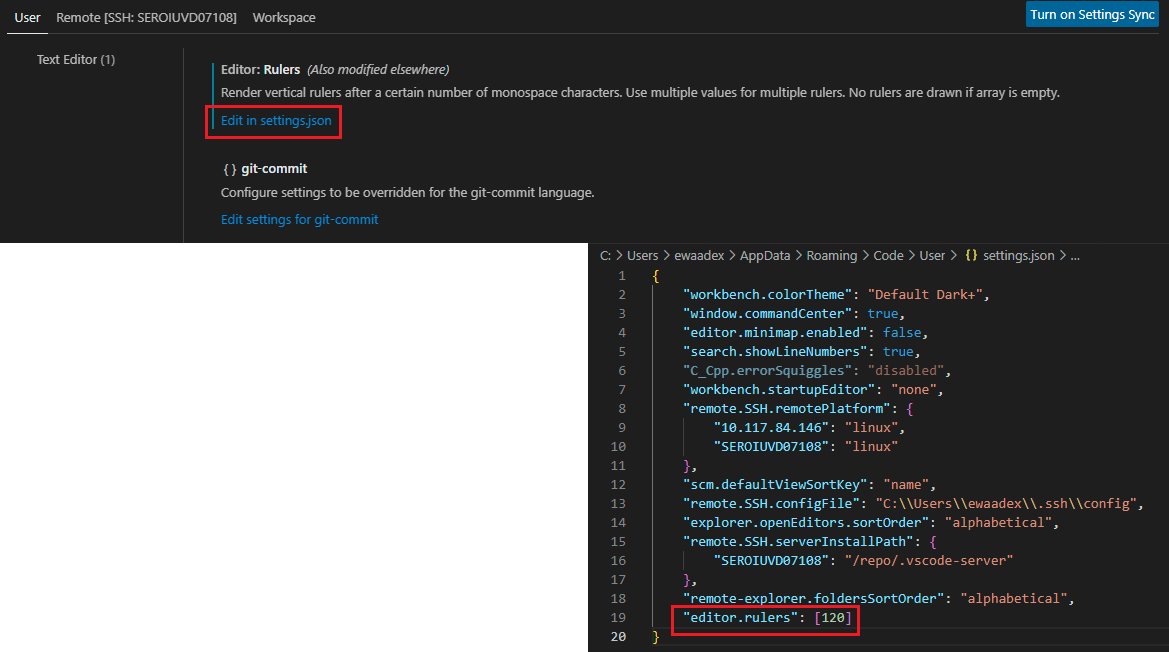 User Remote [SSH: SEROIUVD07108] Workspace Turn on Settings Sync
Text Editor (1)
Editor: Rulers (Also modified elsewhere)
Render vertical rulers after a certain number of monospace characters. Use multiple values for multiple rulers. No rulers are drawn if array is empty.
Edit in settings.json
{ } git-commit
Configure settings to be overridden for the git-commit language.
Edit settings for git-commit
C: > Users > ewaadex > AppData > Roaming > Code > User > {} settings.json > ...
1 {
2 "workbench.colorTheme": "Default Dark+",
3 "window.commandCenter": true,
4 "editor.minimap.enabled": false,
5 "search.showLineNumbers": true,
6 "C_Cpp.errorSquiggles": "disabled",
7 "workbench.startupEditor": "none",
8 "remote.SSH.remotePlatform": {
9 "10.117.84.146": "linux",
10 "SEROIUVD07108": "linux"
11 },
12 "scm.defaultViewSortKey": "name",
13 "remote.SSH.configFile": "C:\\Users\\ewaadex\\.ssh\\config",
14 "explorer.openEditors.sortOrder": "alphabetical",
15 "remote.SSH.serverInstallPath": {
16 "SEROIUVD07108": "/repo/.vscode-server"
17 },
18 "remote-explorer.foldersSortOrder": "alphabetical",
19 "editor.rulers": [120]
20 }